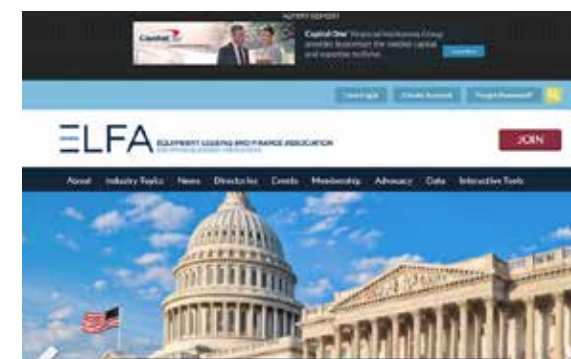 ADVERTISEMENT
Capital One
Capital One Financial Institutions Group
provides businesses the needed capital
and expertise to thrive.
User Login Create Account Forgot Password?
ELFA EQUIPMENT LEASING AND FINANCE ASSOCIATION
JOIN
About Industry Topics News Directories Events Membership Advocacy Data Interactive Tools